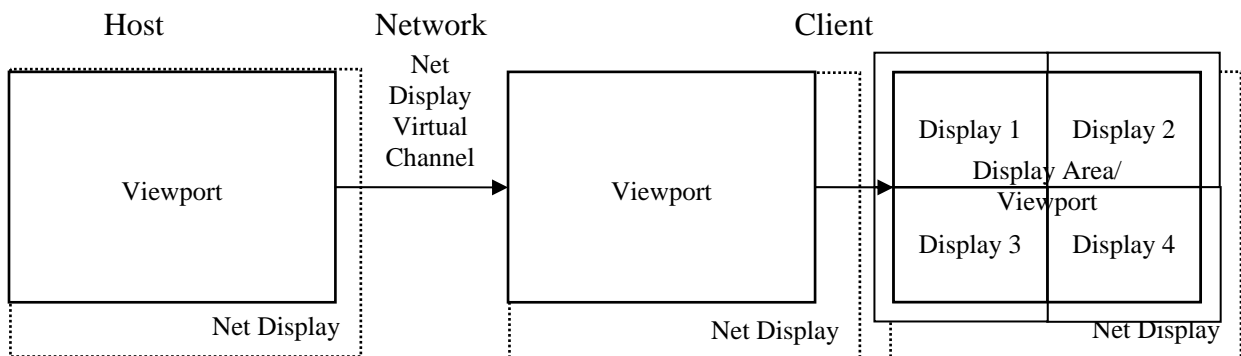 Host
Network
Client
Net
Display
Virtual
Channel
Viewport
Viewport
Display 1
Display 2
Display Area/
Viewport
Display 3
Display 4
Net Display
Net Display
Net Display